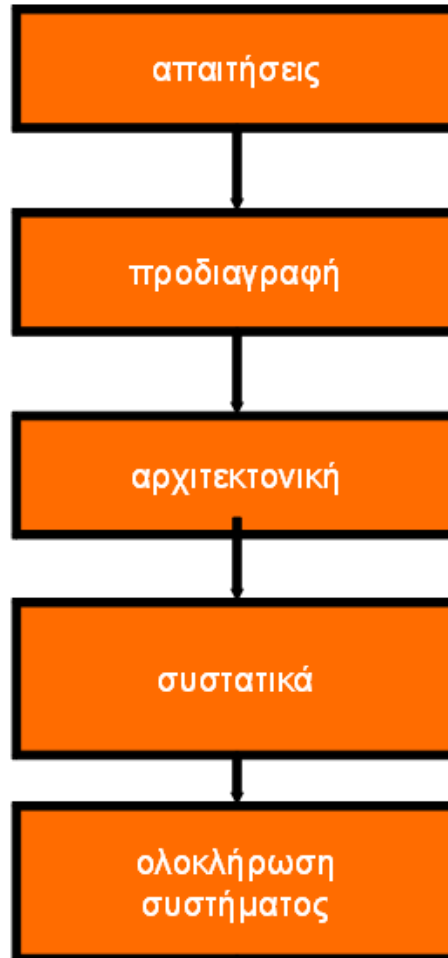 απαιτήσεις
προδιαγραφή
αρχιτεκτονική
συστατικά
ολοκλήρωση
συστήματος